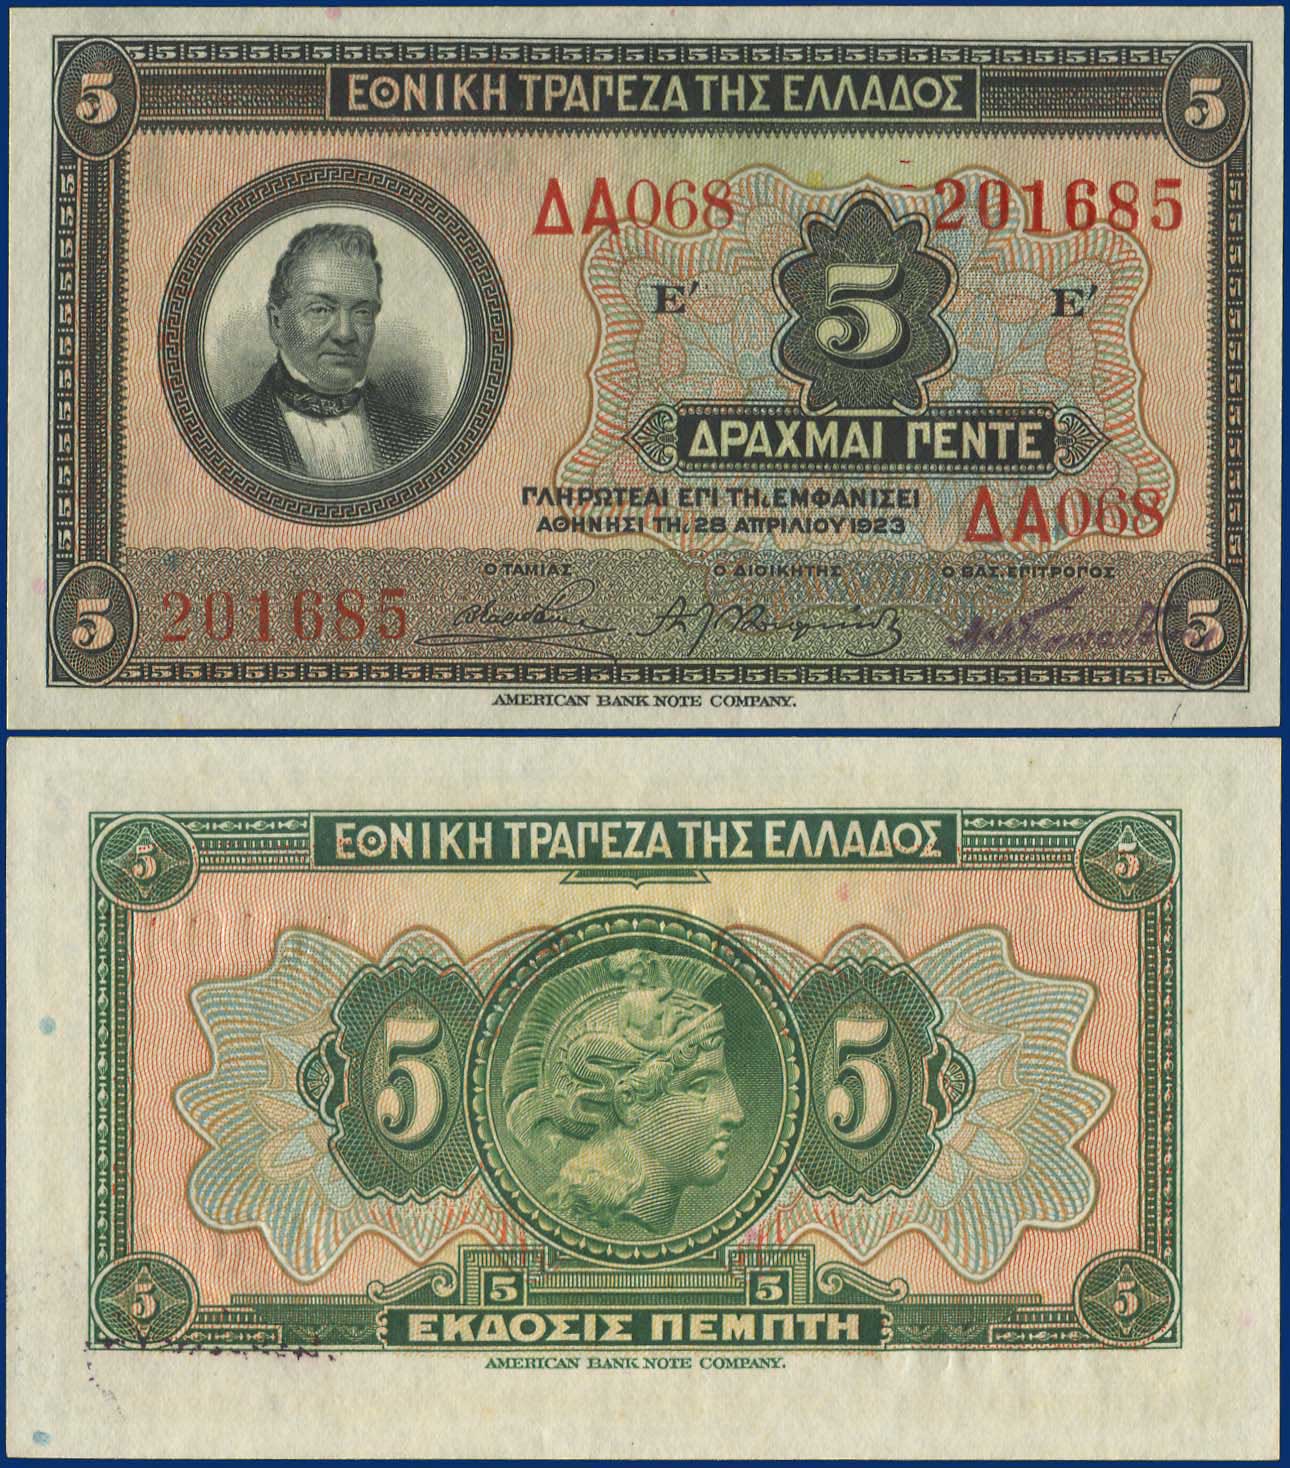 5 ΕΘΝΙΚΗ ΤΡΑΠΕΖΑ ΤΗΣ ΕΛΛΑΔΟΣ 5
ΔΑ068 201685
Ε΄ 5 Ε΄
ΔΡΑΧΜΑΙ ΠΕΝΤΕ
ΠΛΗΡΩΤΕΑΙ ΕΠΙ ΤΗι ΕΜΦΑΝΙΣΕΙ
ΑΘΗΝΗΣΙ ΤΗι 28 ΑΠΡΙΛΙΟΥ 1923 ΔΑ068
Ο ΤΑΜΙΑΣ Ο ΔΙΟΙΚΗΤΗΣ Ο ΒΑΣ. ΕΠΙΤΡΟΠΟΣ
5 201685 5
AMERICAN BANK NOTE COMPANY.
5 ΕΘΝΙΚΗ ΤΡΑΠΕΖΑ ΤΗΣ ΕΛΛΑΔΟΣ 5
5 5
5 5
5 ΕΚΔΟΣΙΣ ΠΕΜΠΤΗ 5
AMERICAN BANK NOTE COMPANY.